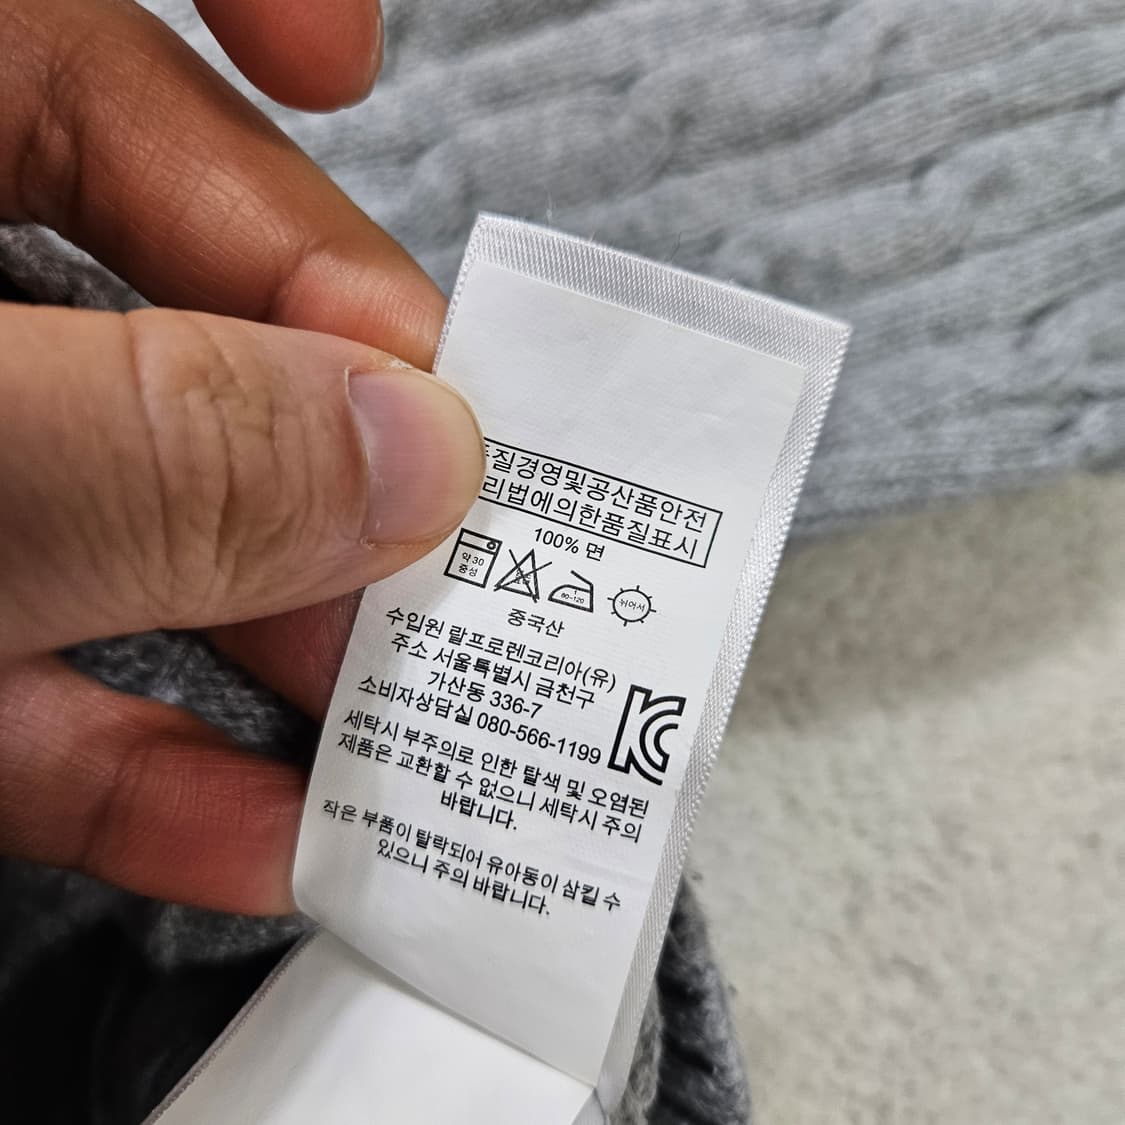 질경영및공산품안전
리법에의한품질표시
100% 면
약 30
중성
80~120
뉘어서
중국산
수입원 랄프로렌코리아(유)
주소 서울특별시 금천구
가산동 336-7
소비자상담실 080-566-1199
세탁시 부주의로 인한 탈색 및 오염된
제품은 교환할 수 없으니 세탁시 주의
바랍니다.
작은 부품이 탈락되어 유아동이 삼킬 수
있으니 주의 바랍니다.